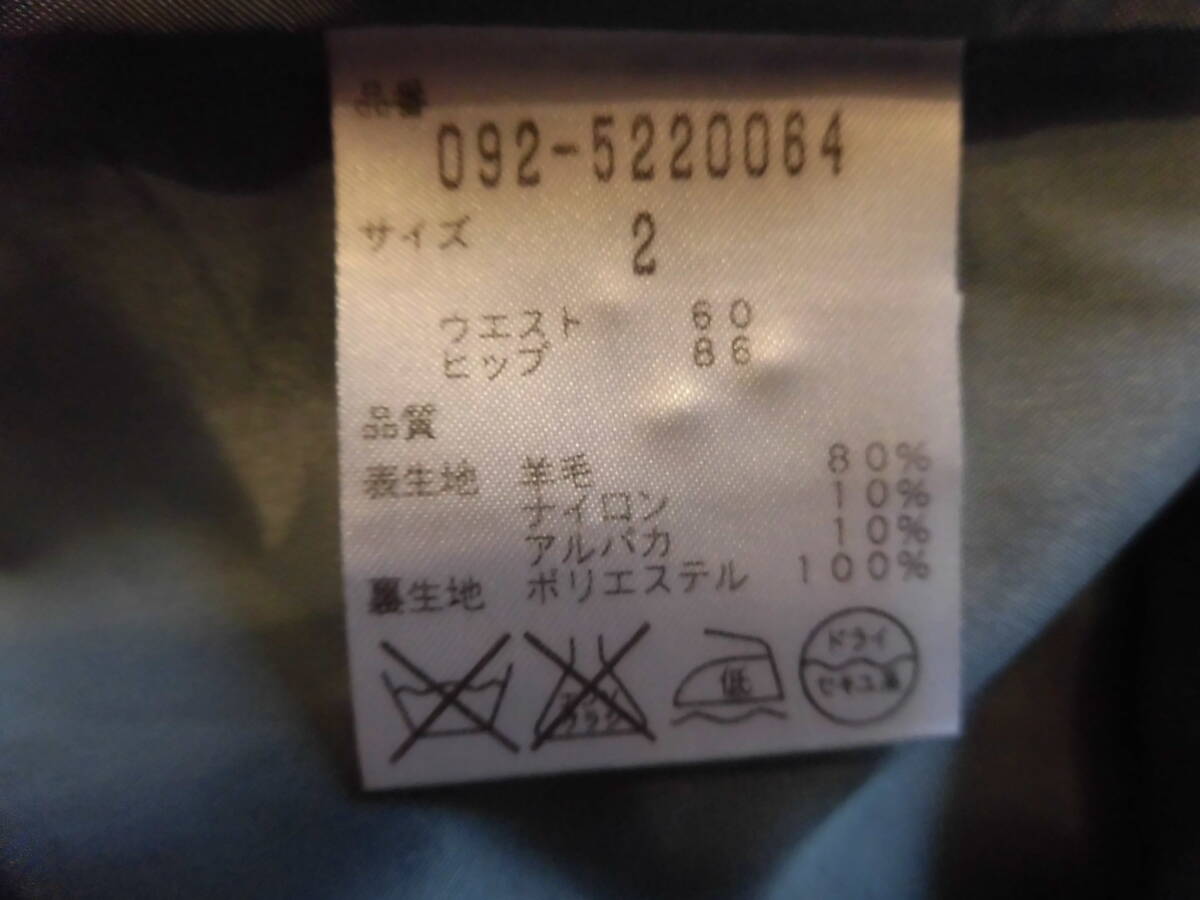 品番
092-5220064
サイズ 2
ウエスト 60
ヒップ 86
品質
表生地 羊毛 80%
ナイロン 10%
アルパカ 10%
裏生地 ポリエステル 100%
低
ドライ
セキユ系